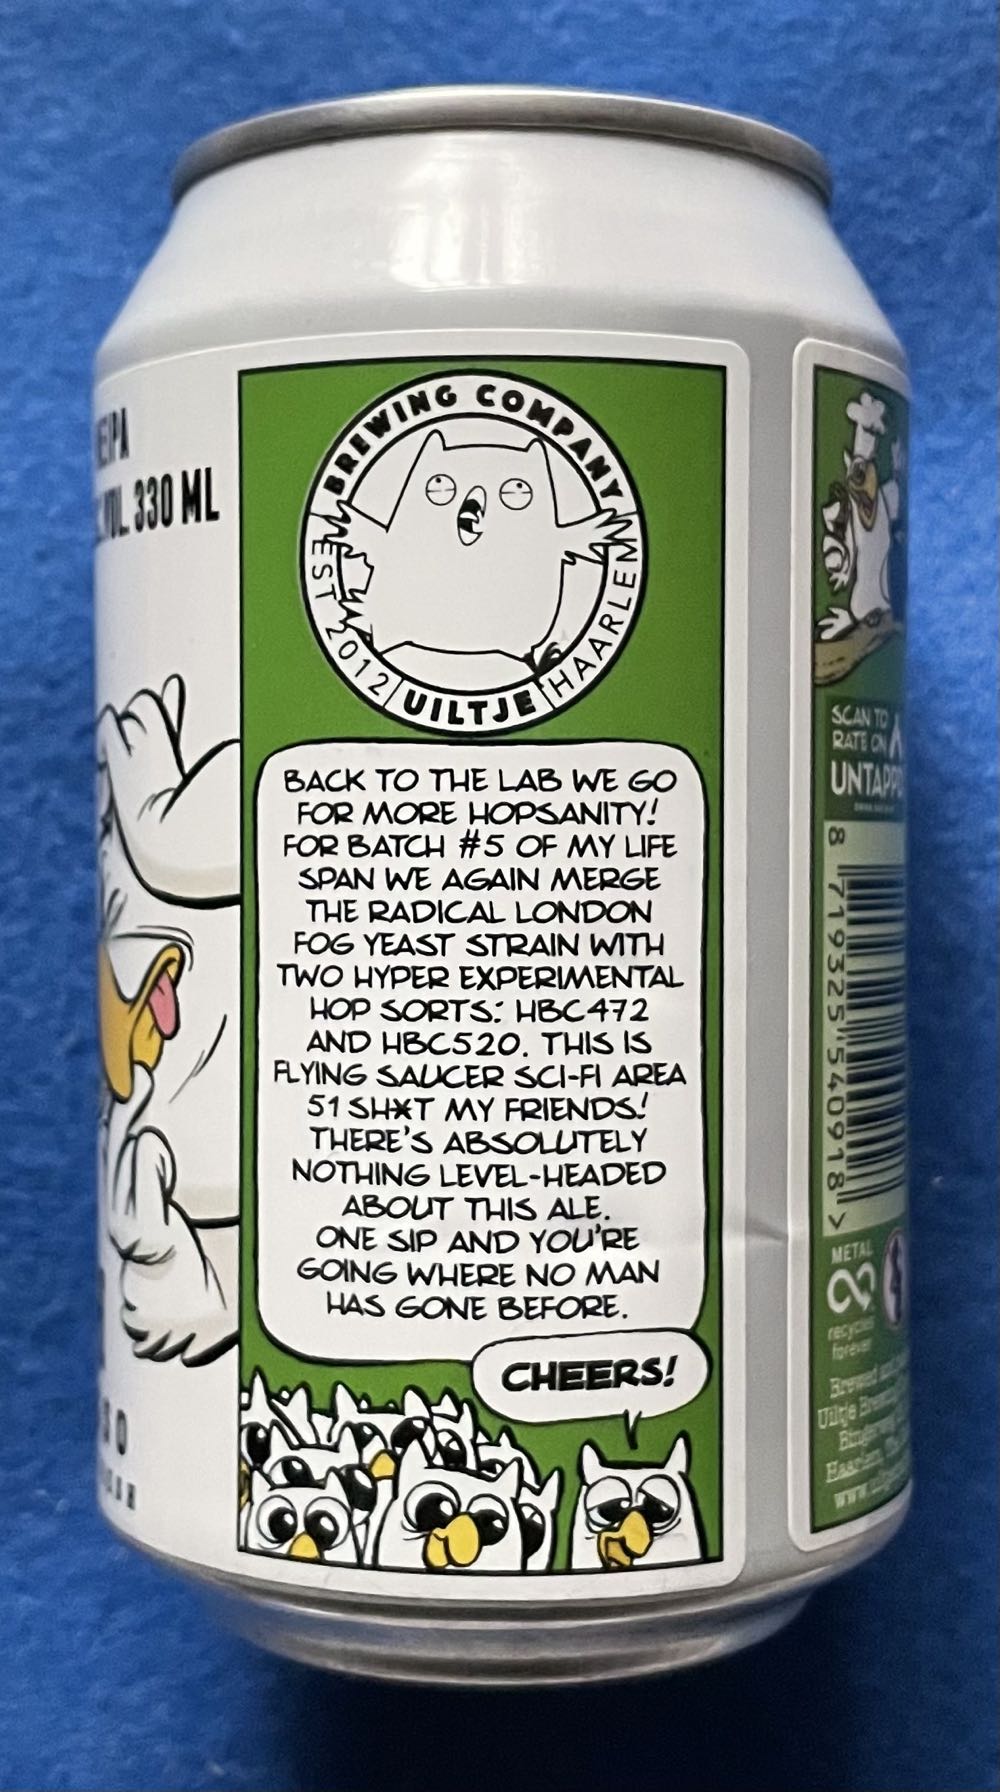 330 ML
BREWING COMPANY
EST 2012
UILTJE
HAARLEM
BACK TO THE LAB WE GO
FOR MORE HOPSANITY!
FOR BATCH #5 OF MY LIFE
SPAN WE AGAIN MERGE
THE RADICAL LONDON
FOG YEAST STRAIN WITH
TWO HYPER EXPERIMENTAL
HOP SORTS: HBC472
AND HBC520. THIS IS
FLYING SAUCER SCI-FI AREA
51 SH*T MY FRIENDS!
THERE'S ABSOLUTELY
NOTHING LEVEL-HEADED
ABOUT THIS ALE.
ONE SIP AND YOU'RE
GOING WHERE NO MAN
HAS GONE BEFORE.
CHEERS!
SCAN TO
RATE ON
UNTAPPD
8 719325 540918 >
METAL
recycles
forever
Brewed
Uiltje
Haarlem,